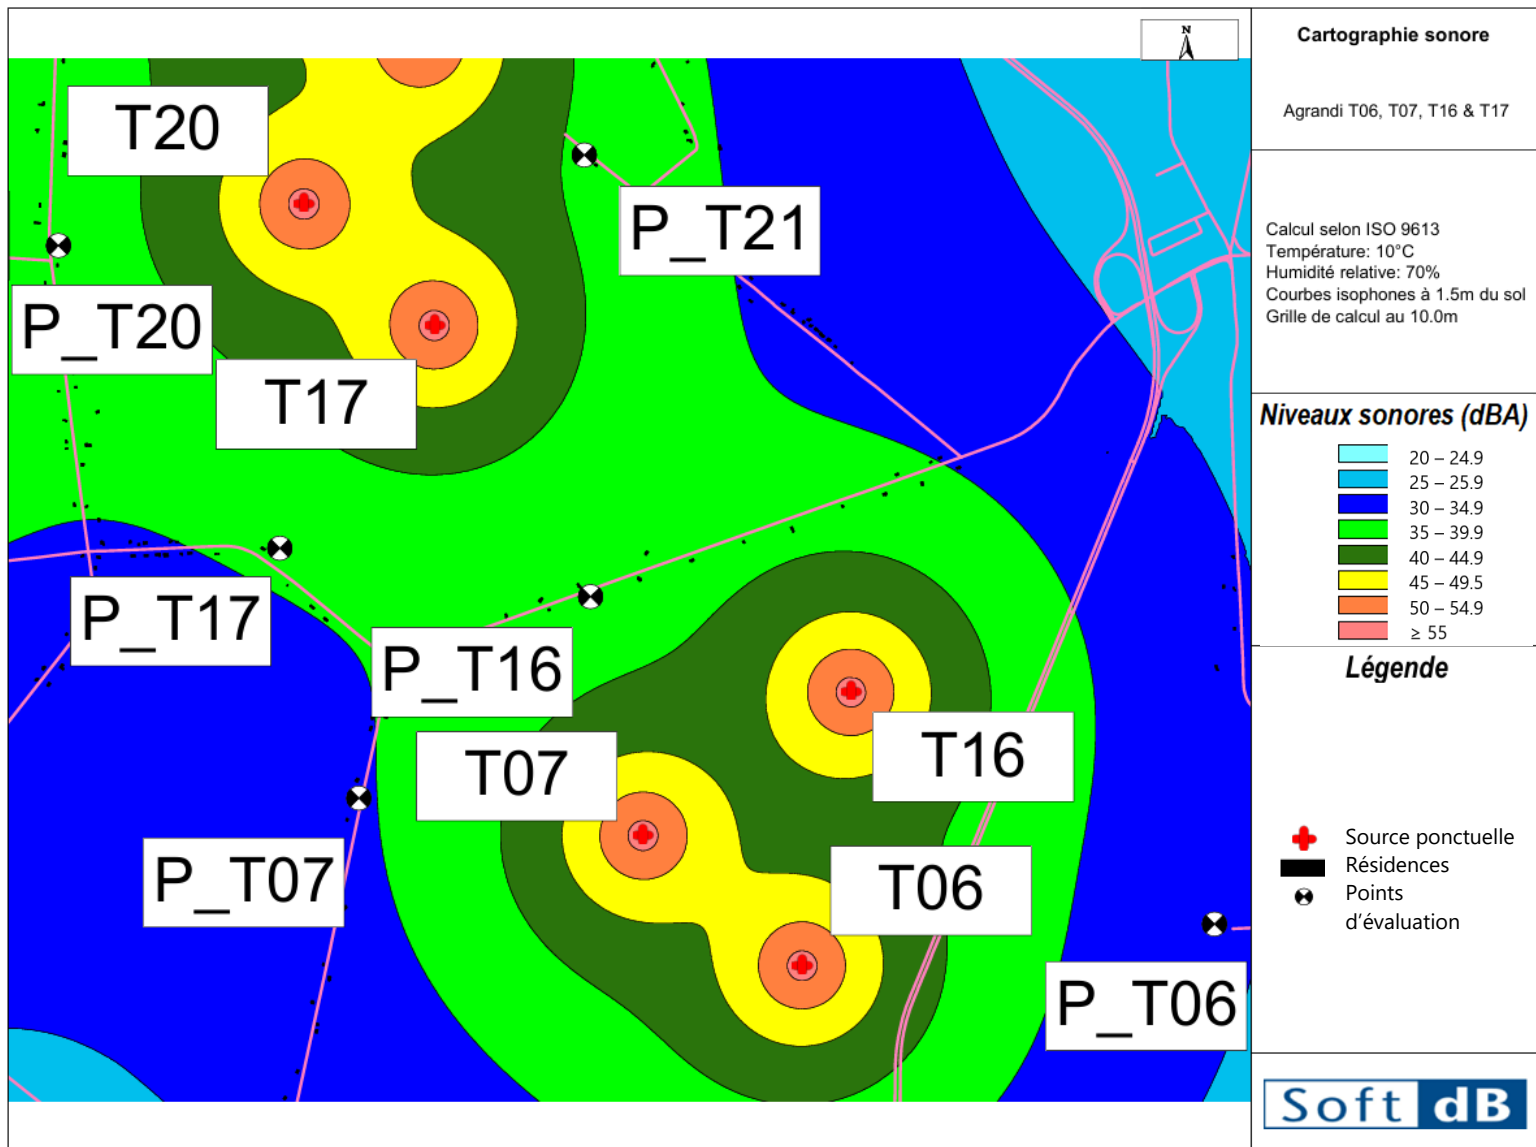 N
Cartographie sonore
Agrandi T06, T07, T16 & T17
T20
P_T21
P_T20
T17
P_T17
P_T16
T07
T16
P_T07
T06
P_T06
Calcul selon ISO 9613
Température: 10°C
Humidité relative: 70%
Courbes isophones à 1.5m du sol
Grille de calcul au 10.0m
Niveaux sonores (dBA)
20 – 24.9
25 – 25.9
30 – 34.9
35 – 39.9
40 – 44.9
45 – 49.5
50 – 54.9
≥ 55
Légende
Source ponctuelle
Résidences
Points
d'évaluation
Soft dB